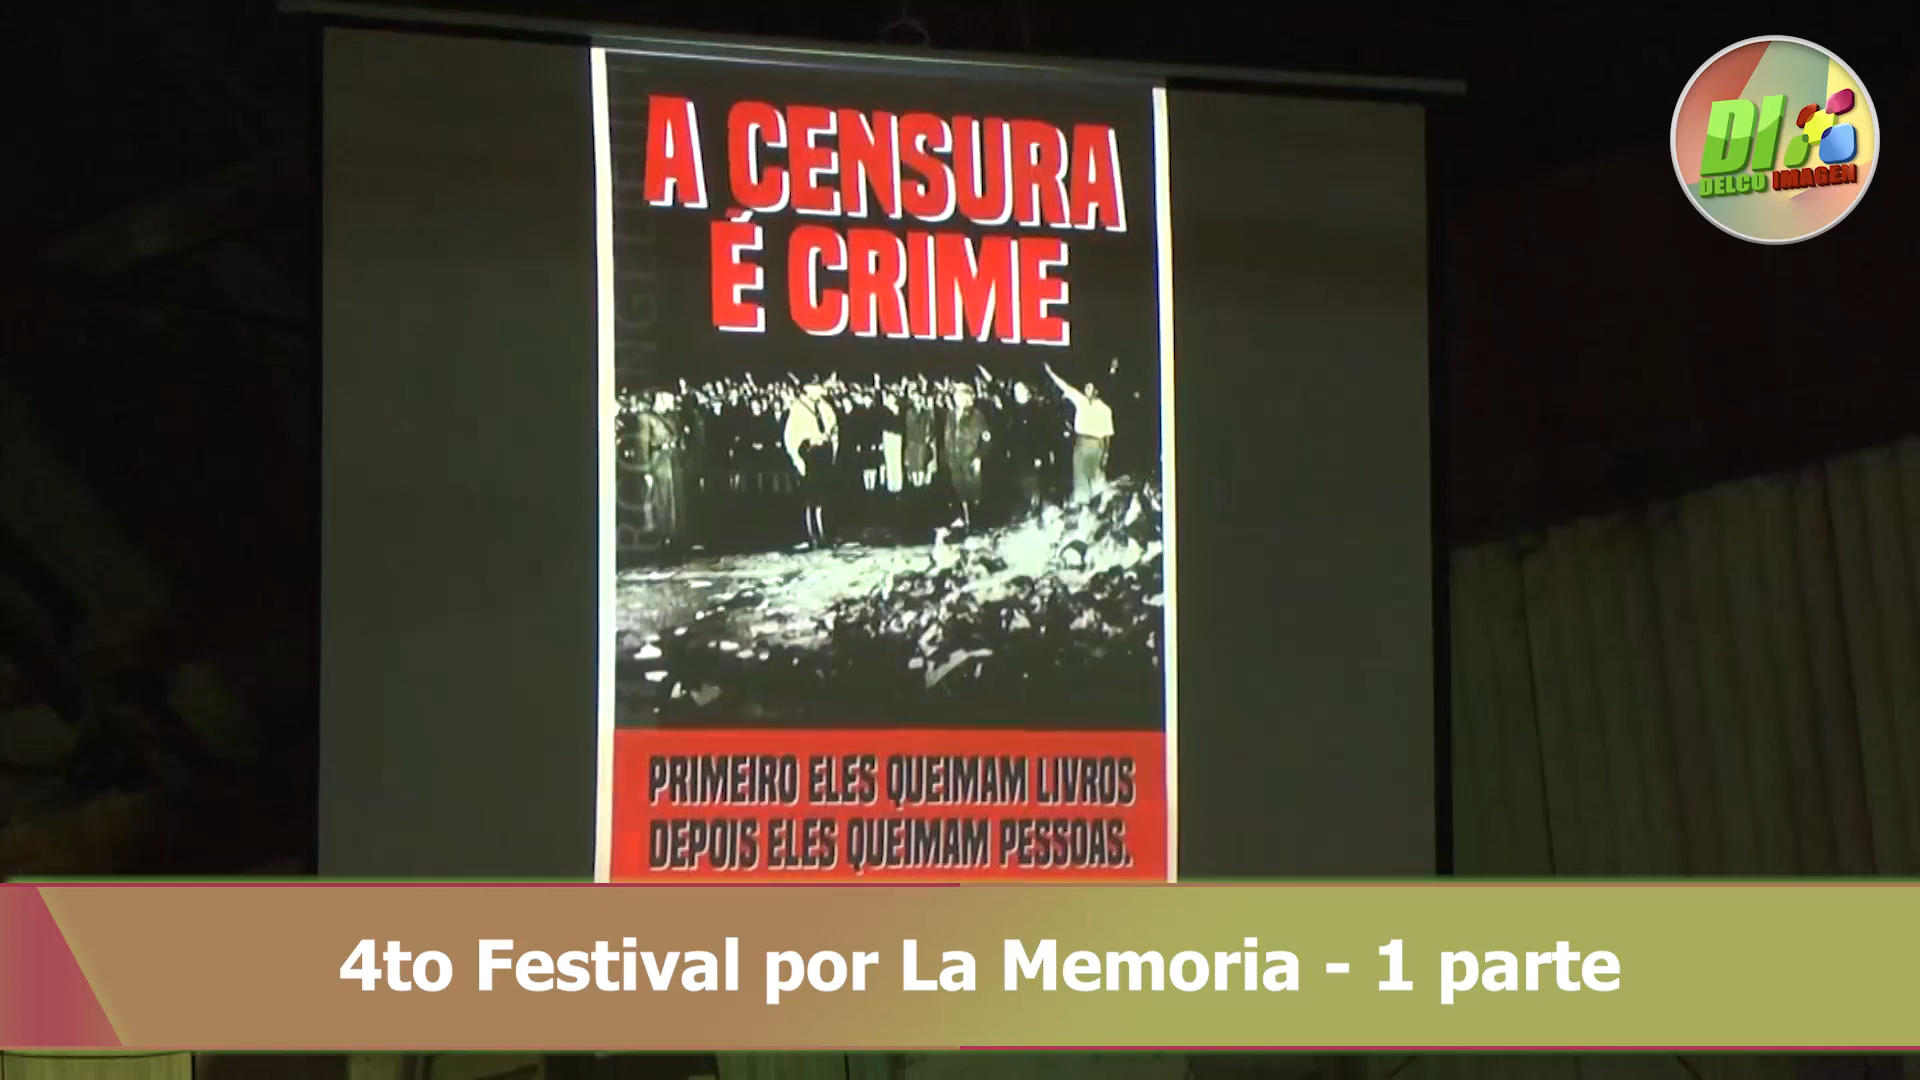 A CENSURA
É CRIME
PRIMEIRO ELES QUEIMAM LIVROS
DEPOIS ELES QUEIMAM PESSOAS.
DI
DELCO IMAGEN
4to Festival por La Memoria - 1 parte